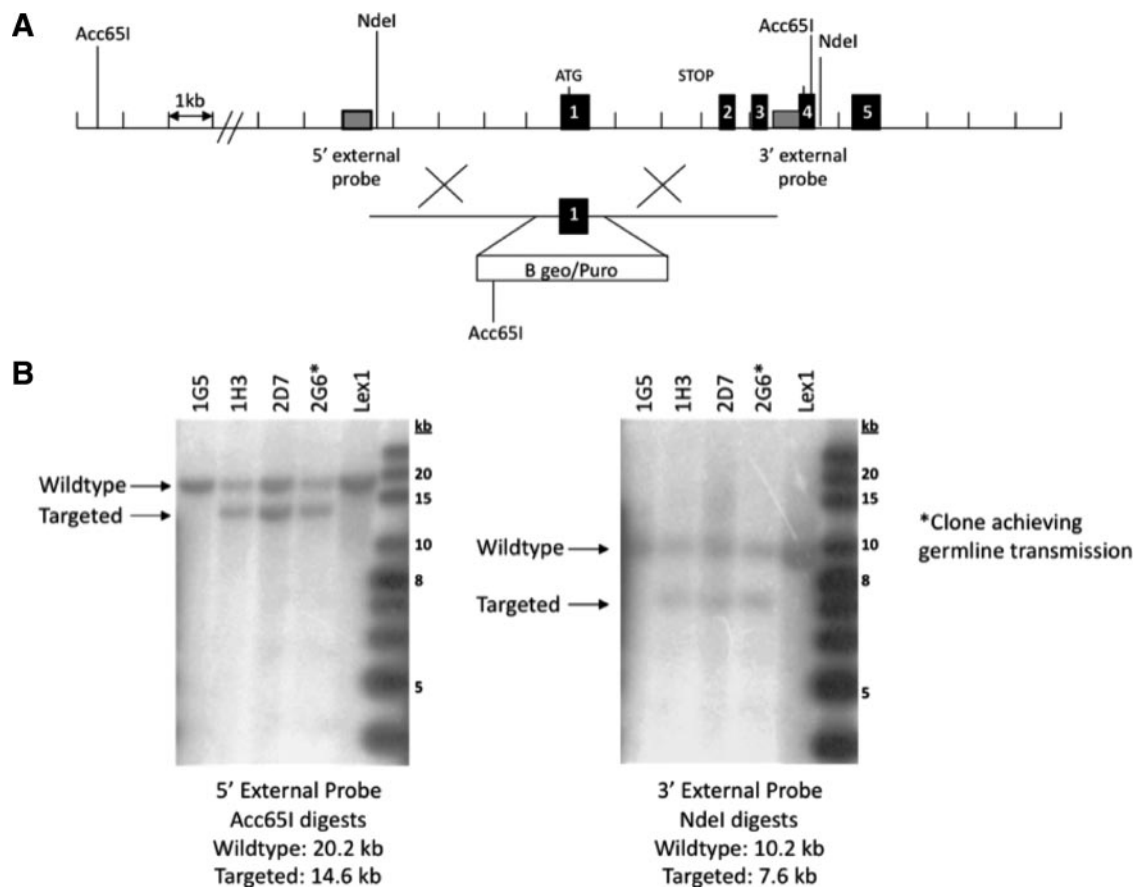 A
Acc65I
NdeI
Acc65I
NdeI
1kb
ATG
STOP
1
2
3
4
5
5’ external
probe
3’ external
probe
1
B geo/Puro
Acc65I
B
1G5
1H3
2D7
2G6*
Lex1
kb
20
15
10
8
5
Wildtype
Targeted
5’ External Probe
Acc65I digests
Wildtype: 20.2 kb
Targeted: 14.6 kb
1G5
1H3
2D7
2G6*
Lex1
kb
20
15
10
8
5
Wildtype
Targeted
3’ External Probe
NdeI digests
Wildtype: 10.2 kb
Targeted: 7.6 kb
*Clone achieving
germline transmission